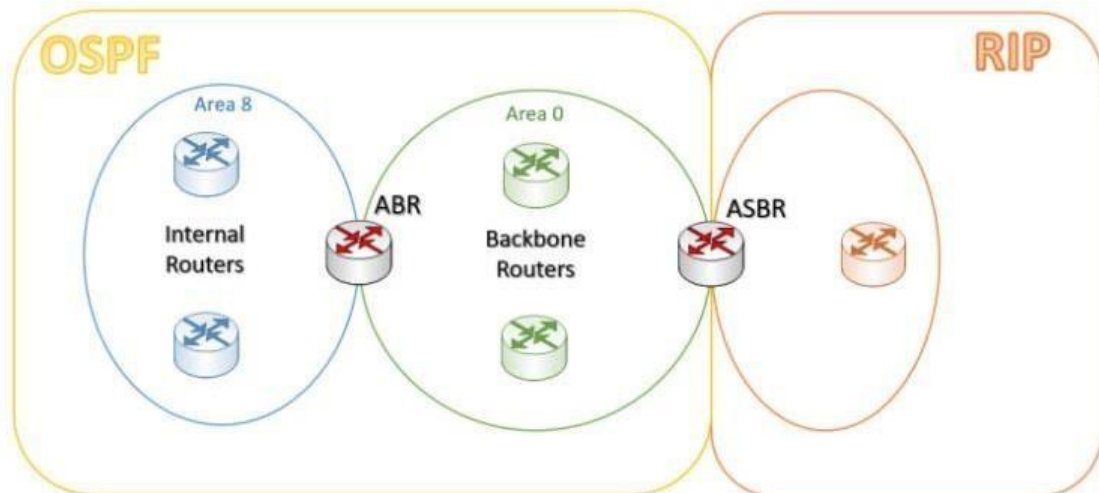 OSPF
RIP
Area 8
Area 0
ABR
ASBR
Internal
Routers
Backbone
Routers